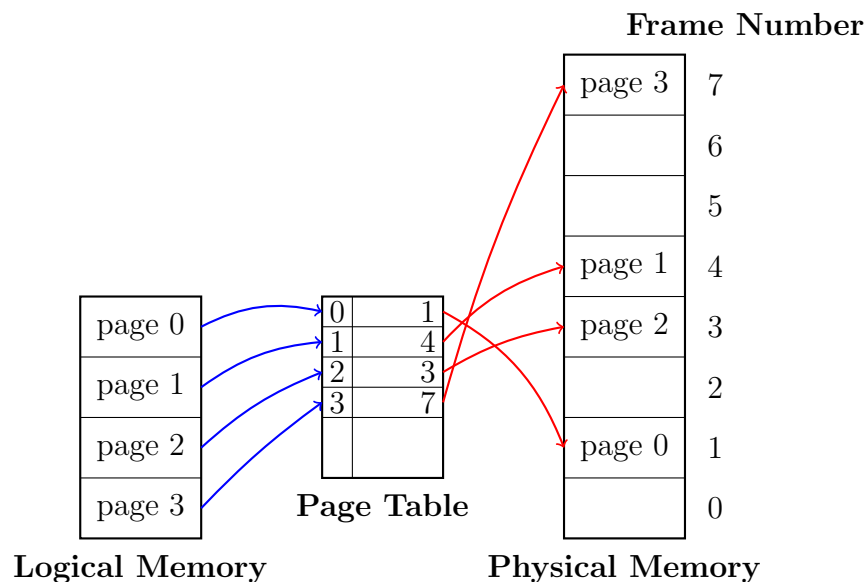 Frame Number
page 3 7
6
5
page 1 4
page 0 0 1 page 2 3
1 4
page 1 2 3 2
3 7
page 2 page 0 1
page 3 Page Table 0
Logical Memory Physical Memory